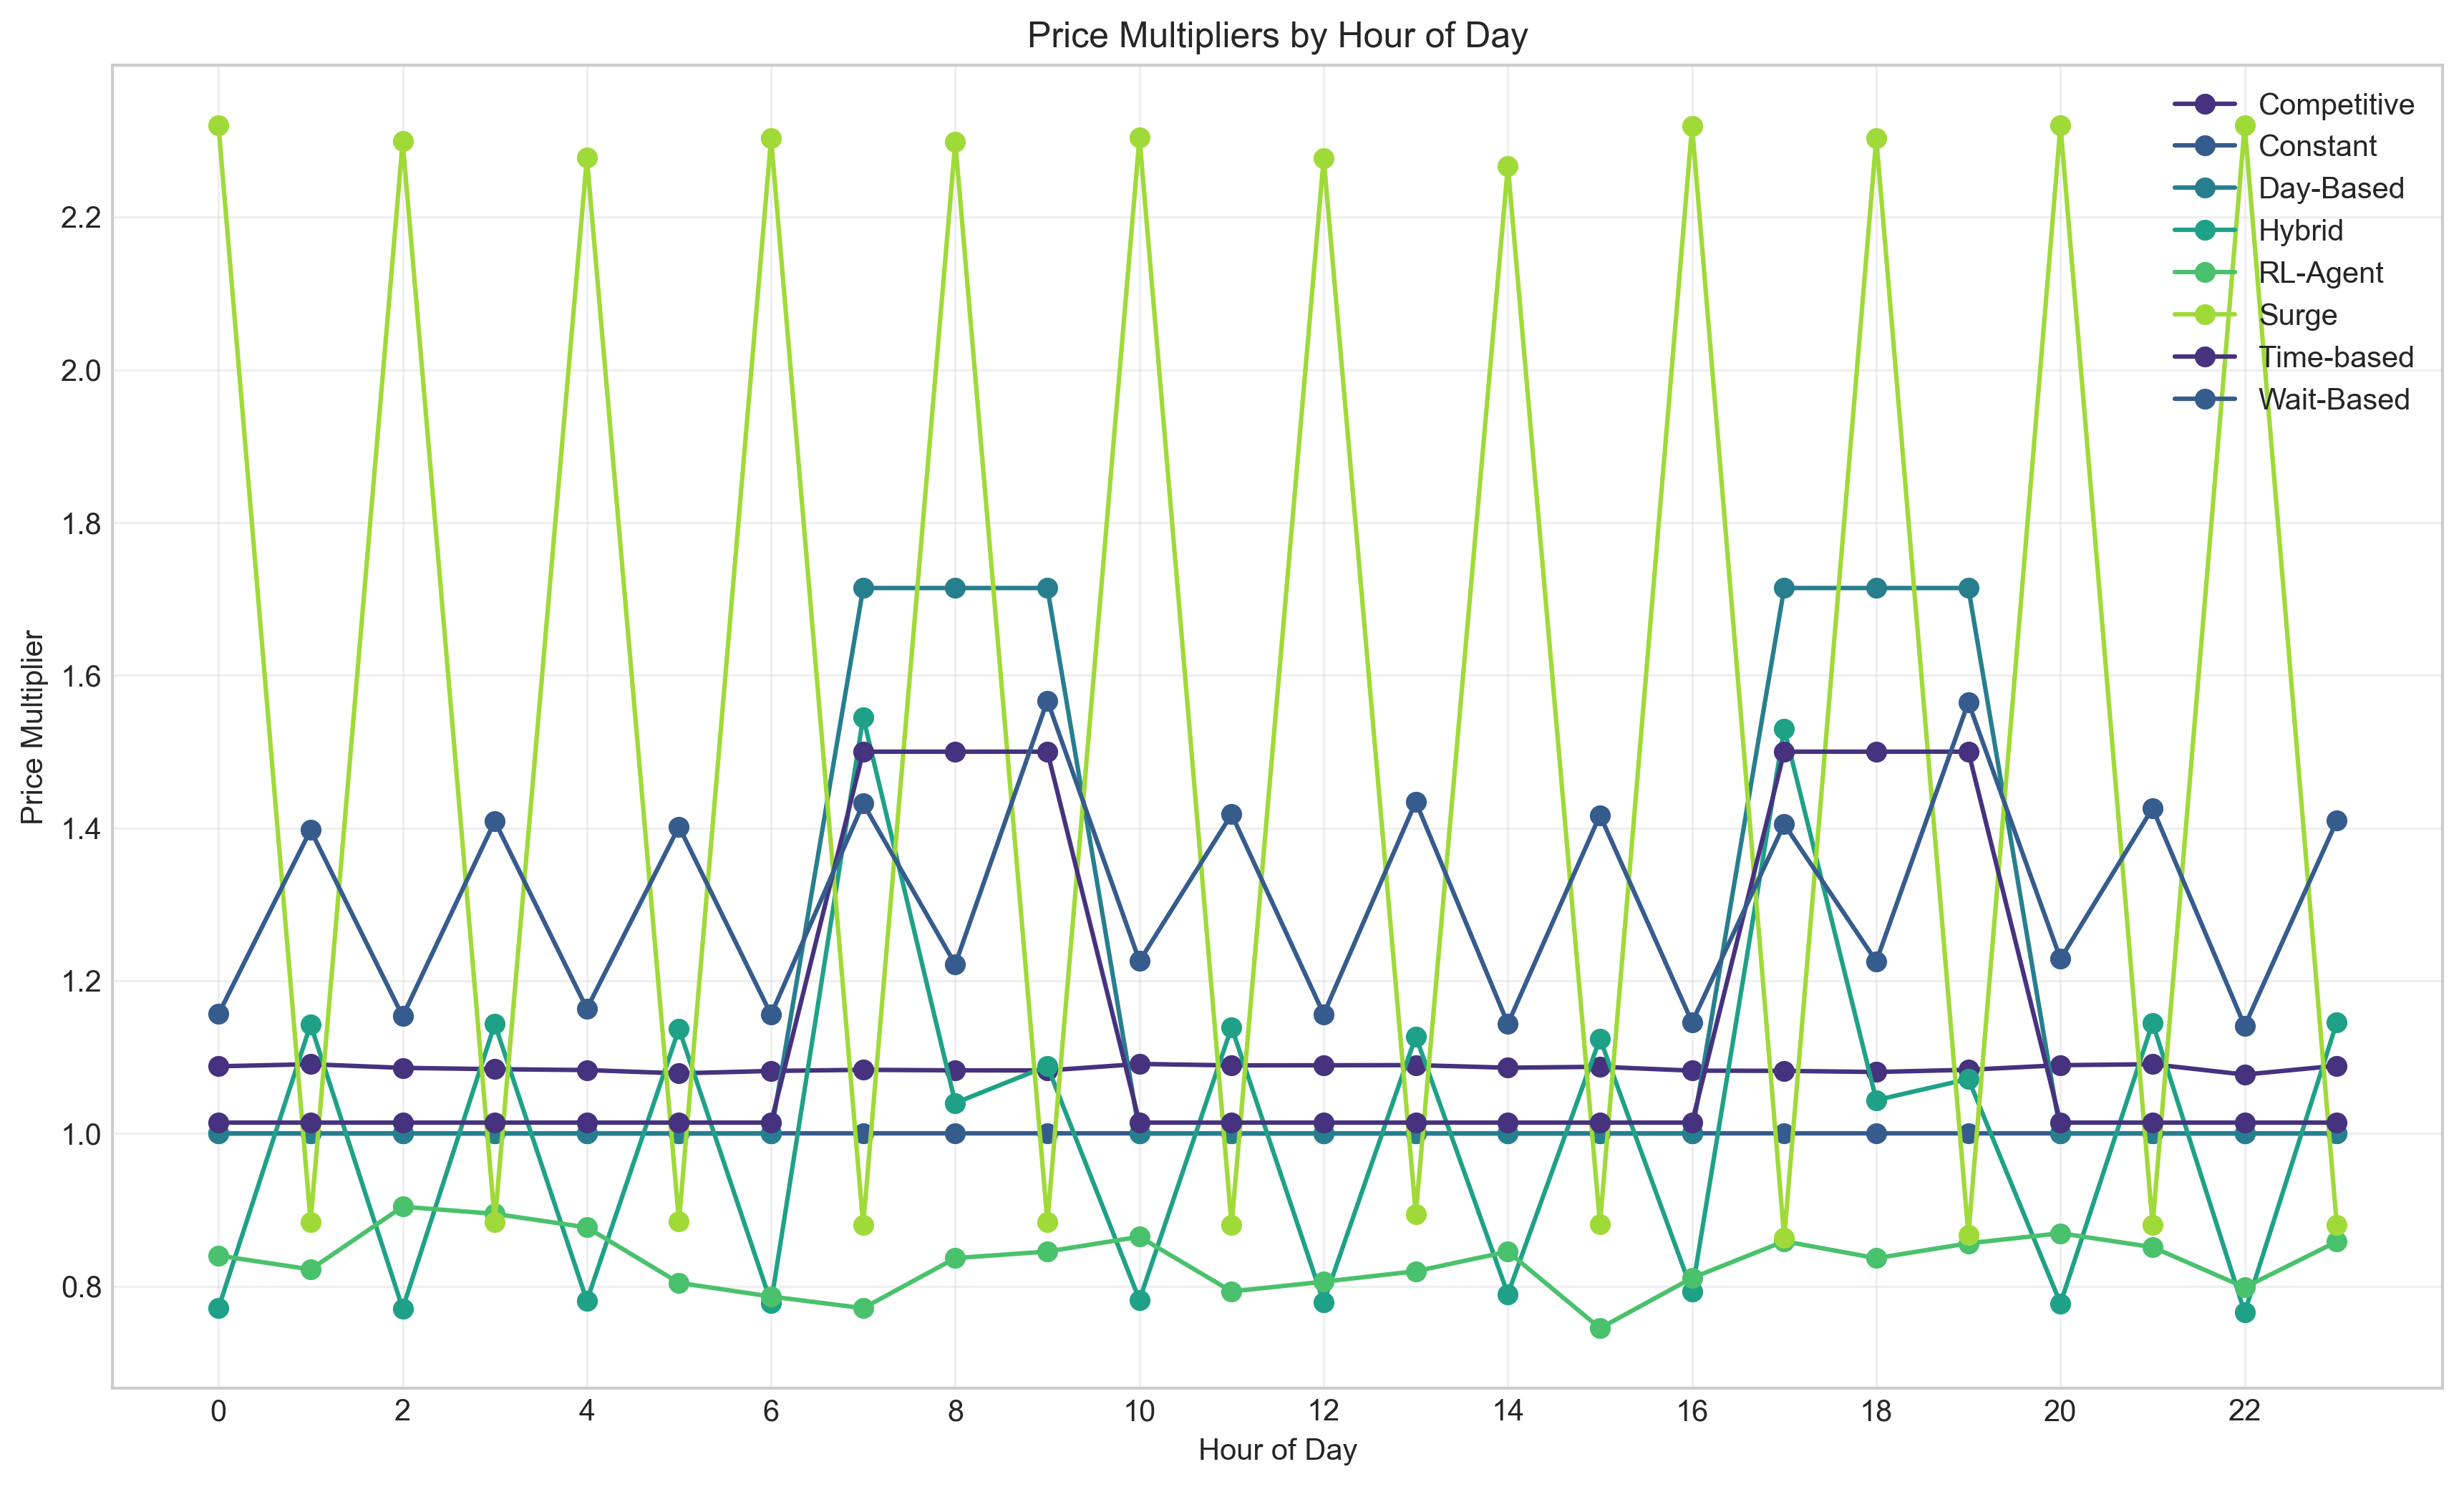 Price Multipliers by Hour of Day
Competitive
Constant
Day-Based
Hybrid
RL-Agent
Surge
Time-based
Wait-Based
Price Multiplier
2.2
2.0
1.8
1.6
1.4
1.2
1.0
0.8
0 2 4 6 8 10 12 14 16 18 20 22
Hour of Day